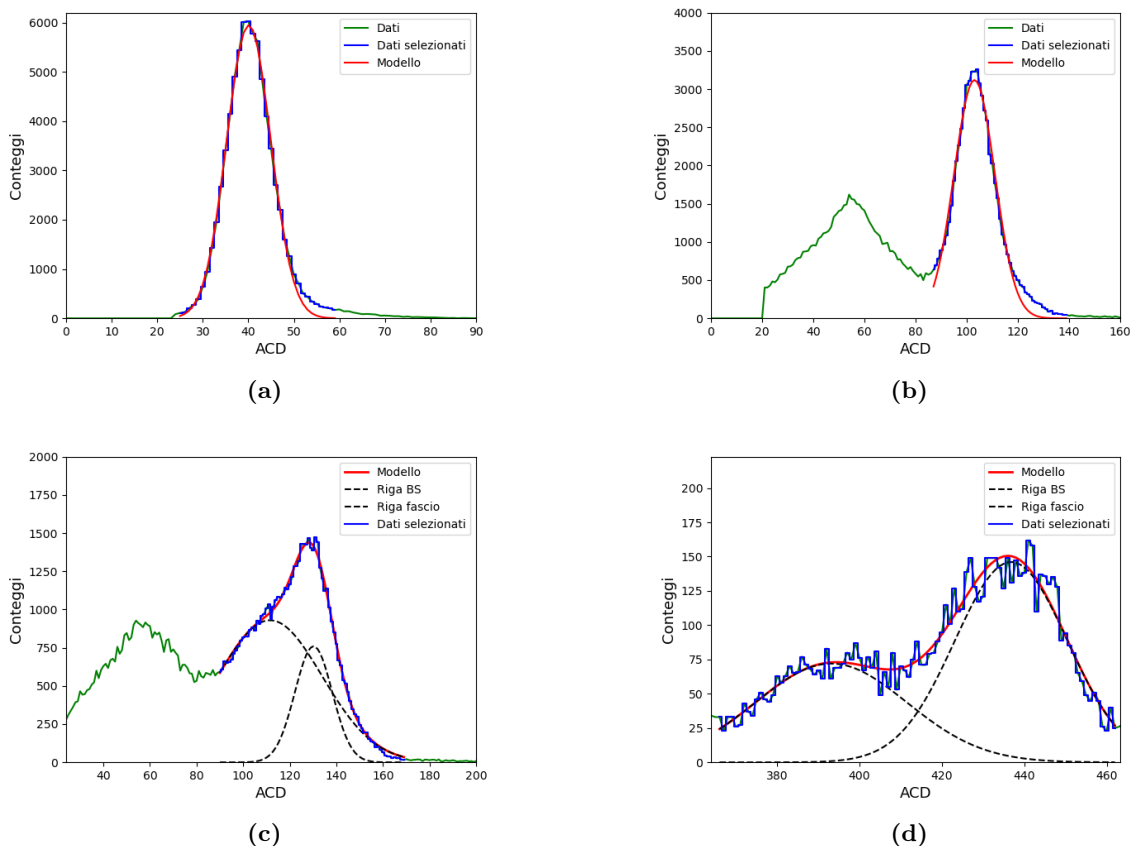 Dati
Dati selezionati
Modello
Conteggi
6000
5000
4000
3000
2000
1000
0
0 10 20 30 40 50 60 70 80 90
ACD
(a)
Dati
Dati selezionati
Modello
Conteggi
4000
3500
3000
2500
2000
1500
1000
500
0
0 20 40 60 80 100 120 140 160
ACD
(b)
Modello
Riga BS
Riga fascio
Dati selezionati
Conteggi
2000
1750
1500
1250
1000
750
500
250
0
40 60 80 100 120 140 160 180 200
ACD
(c)
Modello
Riga BS
Riga fascio
Dati selezionati
Conteggi
200
175
150
125
100
75
50
25
0
380 400 420 440 460
ACD
(d)